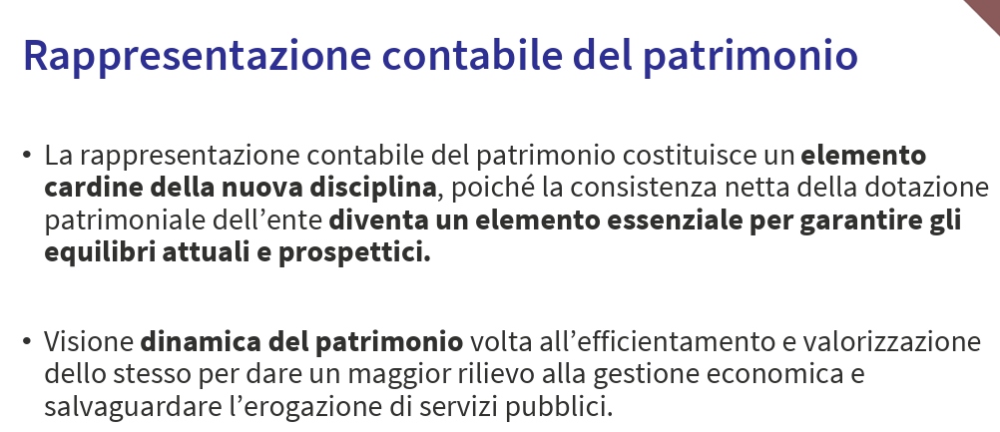 Rappresentazione contabile del patrimonio
• La rappresentazione contabile del patrimonio costituisce un elemento
cardine della nuova disciplina, poiché la consistenza netta della dotazione
patrimoniale dell’ente diventa un elemento essenziale per garantire gli
equilibri attuali e prospettici.
• Visione dinamica del patrimonio volta all’efficientamento e valorizzazione
dello stesso per dare un maggior rilievo alla gestione economica e
salvaguardare l’erogazione di servizi pubblici.